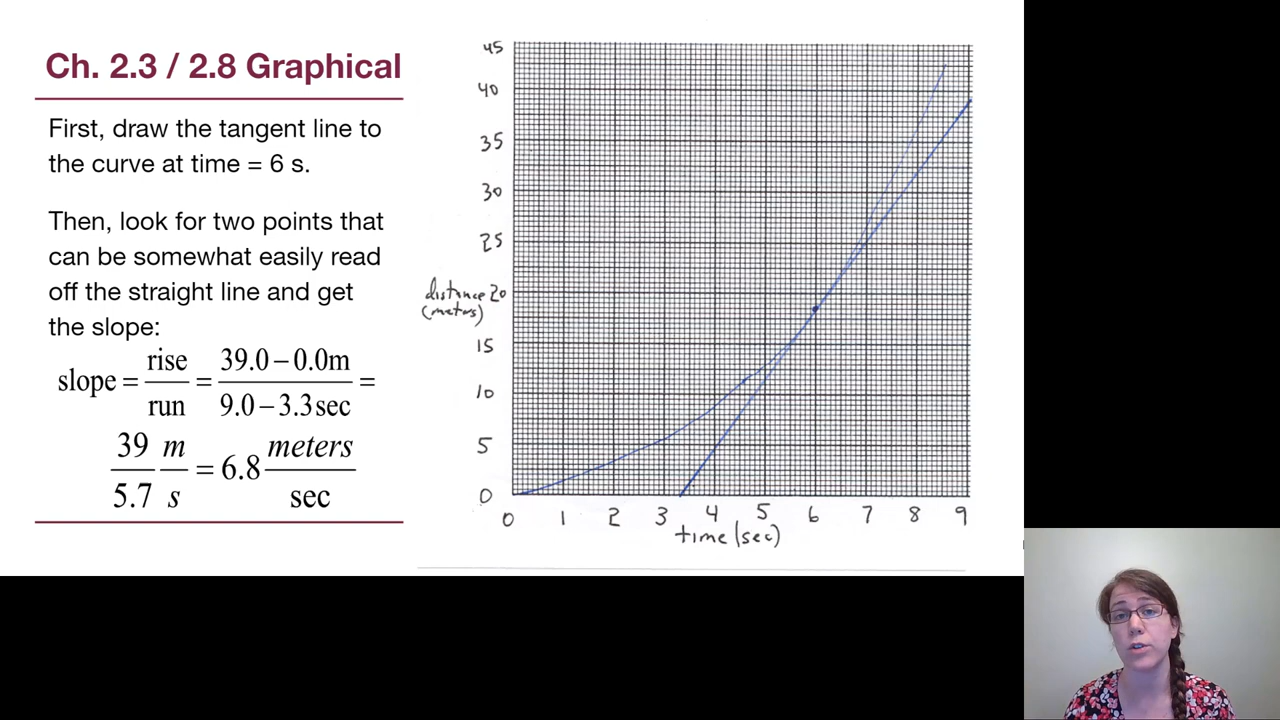 Ch. 2.3 / 2.8 Graphical
First, draw the tangent line to
the curve at time = 6 s.
Then, look for two points that
can be somewhat easily read
off the straight line and get
the slope:
slope = rise/run = 39.0 – 0.0m / 9.0 – 3.3sec =
39/5.7 m/s = 6.8 meters/sec
45
40
35
30
25
distance 20
(meters)
15
10
5
0
0 1 2 3 4 5 6 7 8 9
time (sec)